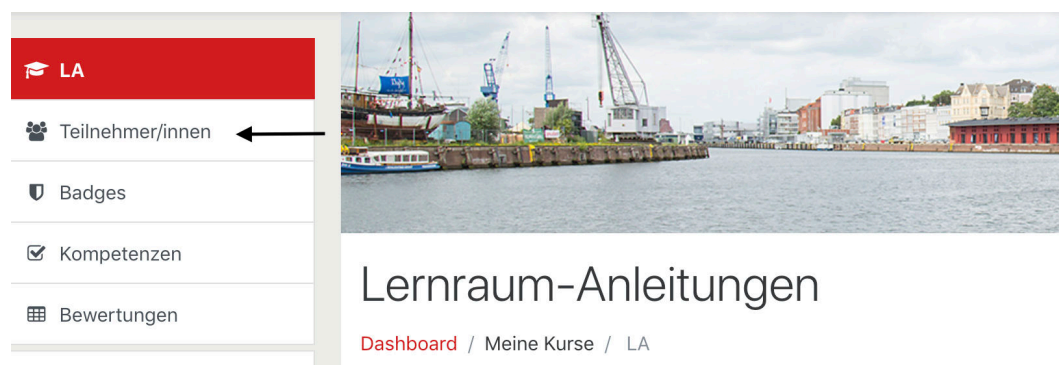 LA
Teilnehmer/innen
Badges
Kompetenzen
Bewertungen
Lernraum-Anleitungen
Dashboard / Meine Kurse / LA